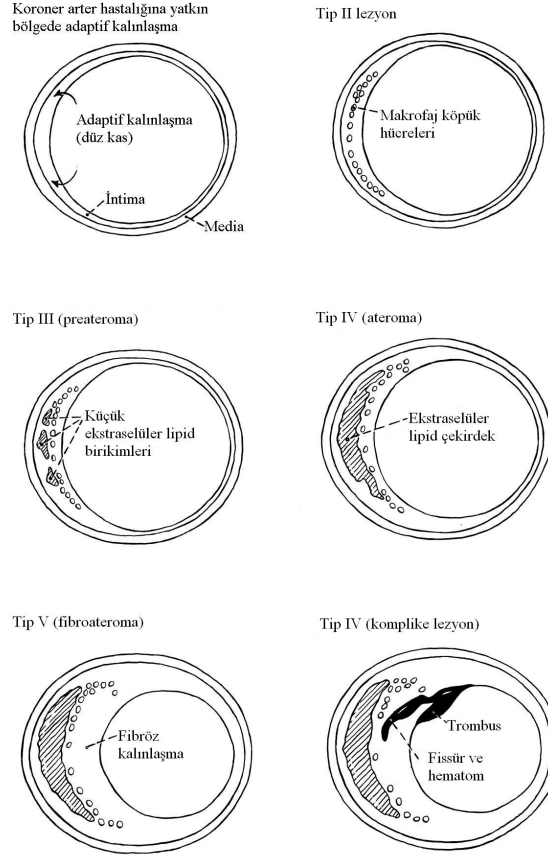 Koroner arter hastalığına yatkın
bölgede adaptif kalınlaşma
Adaptif kalınlaşma
(düz kas)
İntima
Media
Tip II lezyon
Makrofaj köpük
hücreleri
Tip III (preateroma)
Küçük
ekstraselüler lipid
birikimleri
Tip IV (ateroma)
Ekstraselüler
lipid çekirdek
Tip V (fibroateroma)
Fibröz
kalınlaşma
Tip IV (komplike lezyon)
Trombus
Fissür ve
hematom